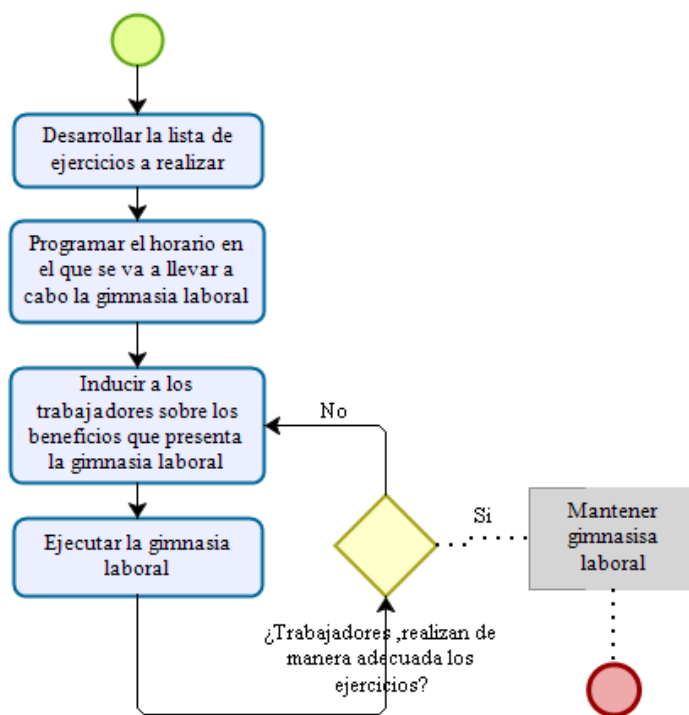 Desarrollar la lista de
ejercicios a realizar
Programar el horario en
el que se va a llevar a
cabo la gimnasia laboral
Inducir a los
trabajadores sobre los
beneficios que presenta
la gimnasia laboral
No
Ejecutar la gimnasia
laboral
Si
Mantener
gimnasisa
laboral
¿Trabajadores ,realizan de
manera adecuada los
ejercicios?